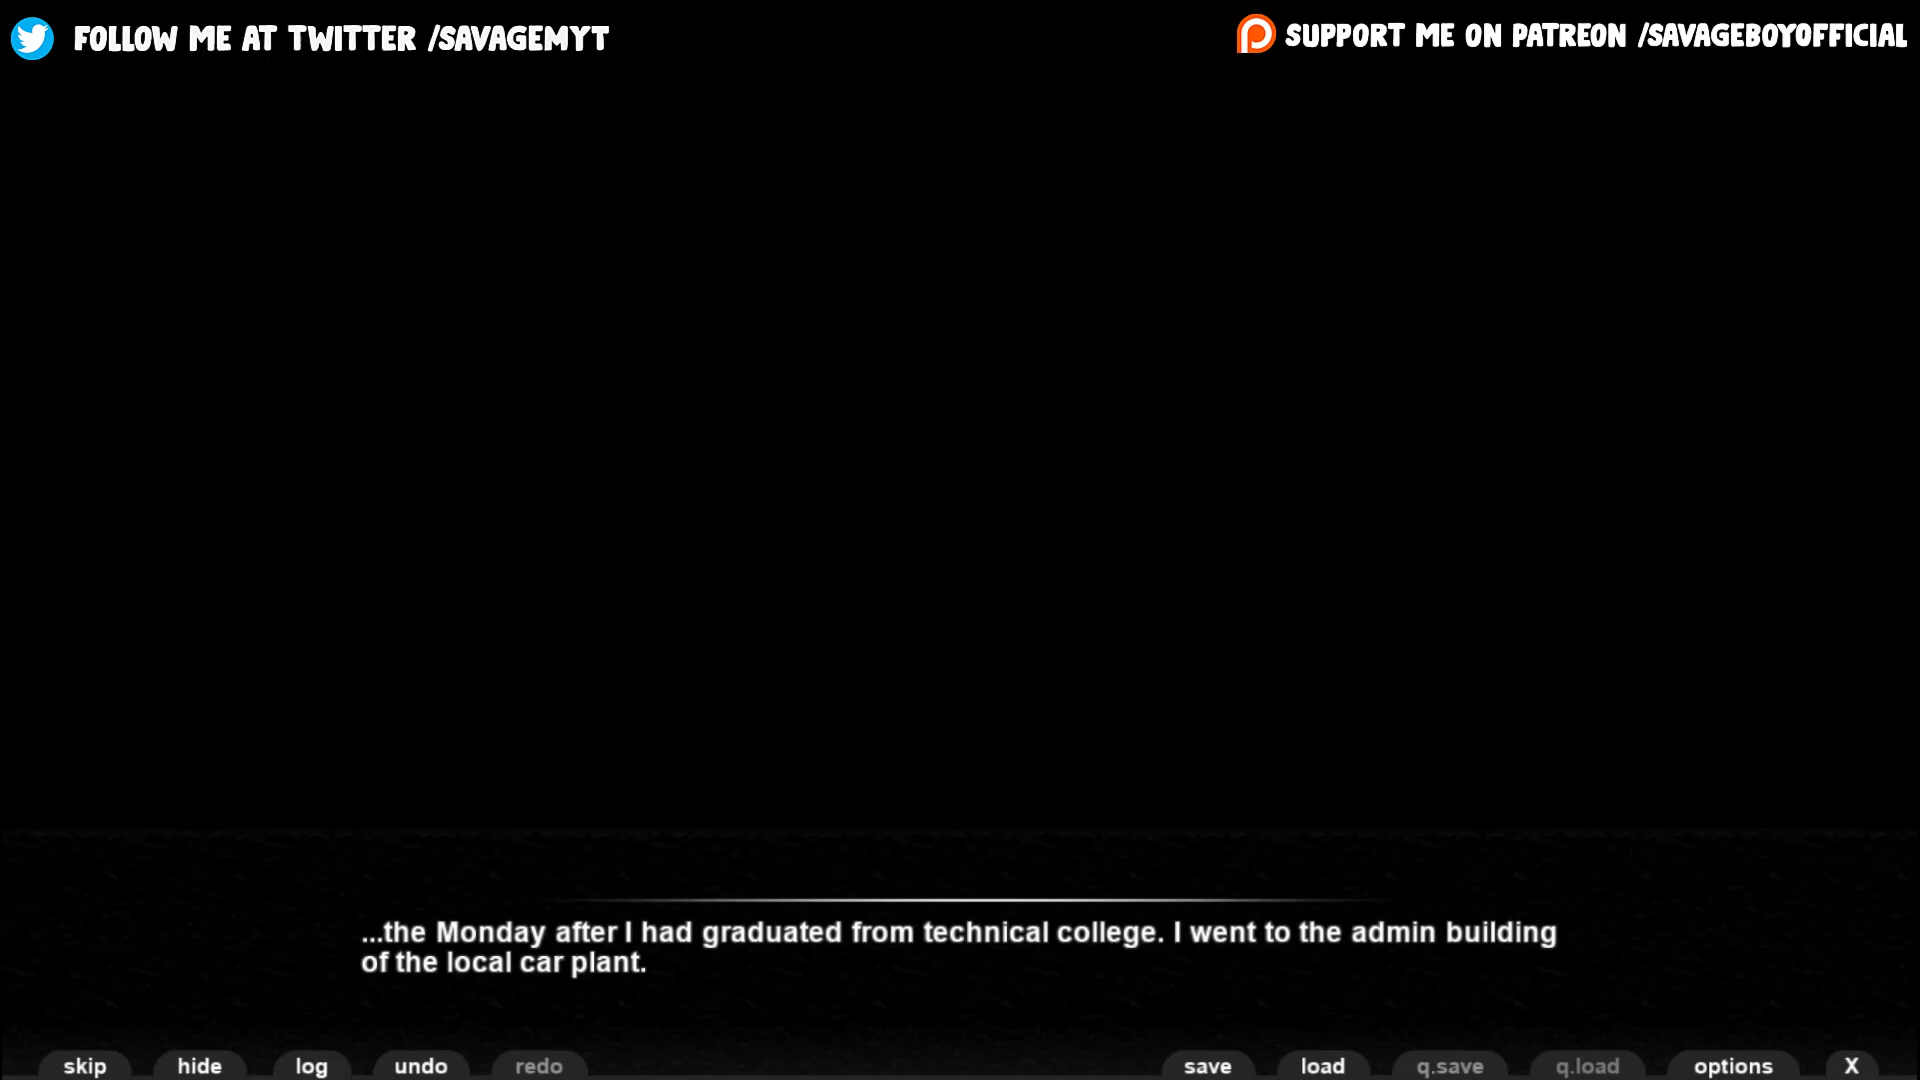 FOLLOW ME AT TWITTER /SAVAGEMYT
SUPPORT ME ON PATREON /SAVAGEBOYOFFICIAL
...the Monday after I had graduated from technical college. I went to the admin building
of the local car plant.
skip hide log undo redo save load q.save q.load options X